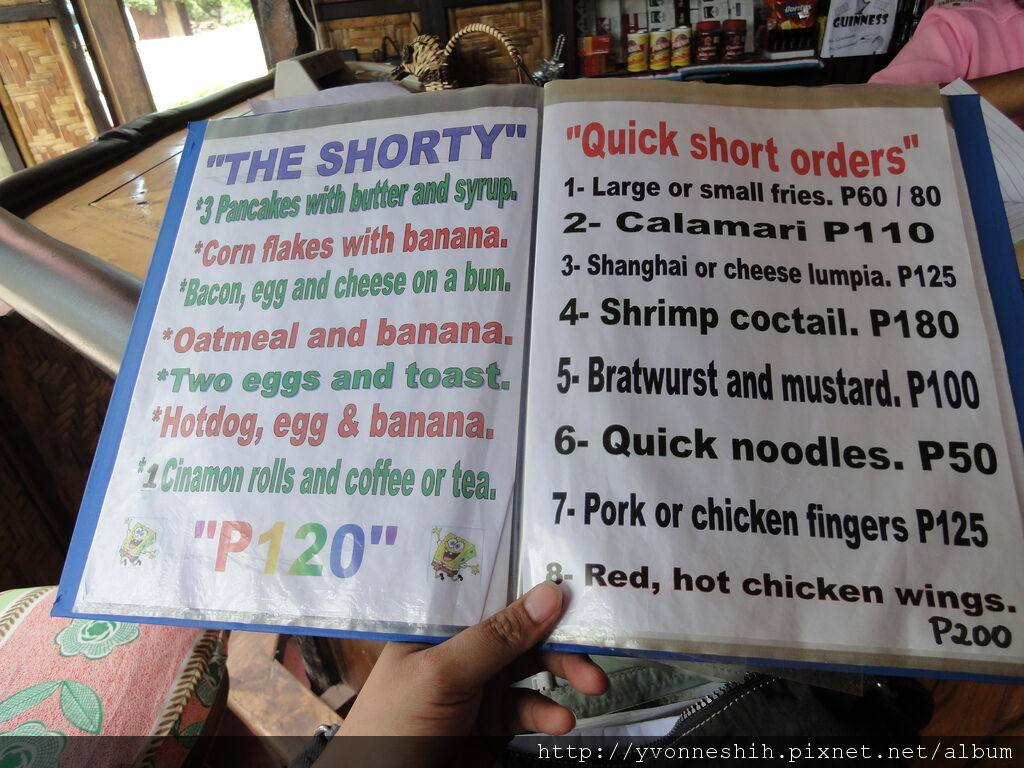 "THE SHORTY"
*3 Pancakes with butter and syrup.
*Corn flakes with banana.
*Bacon, egg and cheese on a bun.
*Oatmeal and banana.
*Two eggs and toast.
*Hotdog, egg & banana.
*1 Cinamon rolls and coffee or tea.
"P120"
"Quick short orders"
1- Large or small fries. P60 / 80
2- Calamari P110
3- Shanghai or cheese lumpia. P125
4- Shrimp coctail. P180
5- Bratwurst and mustard. P100
6- Quick noodles. P50
7- Pork or chicken fingers P125
8- Red, hot chicken wings.
P200
Doritos
GUINNESS
http://yvonneshih.pixnet.net/album